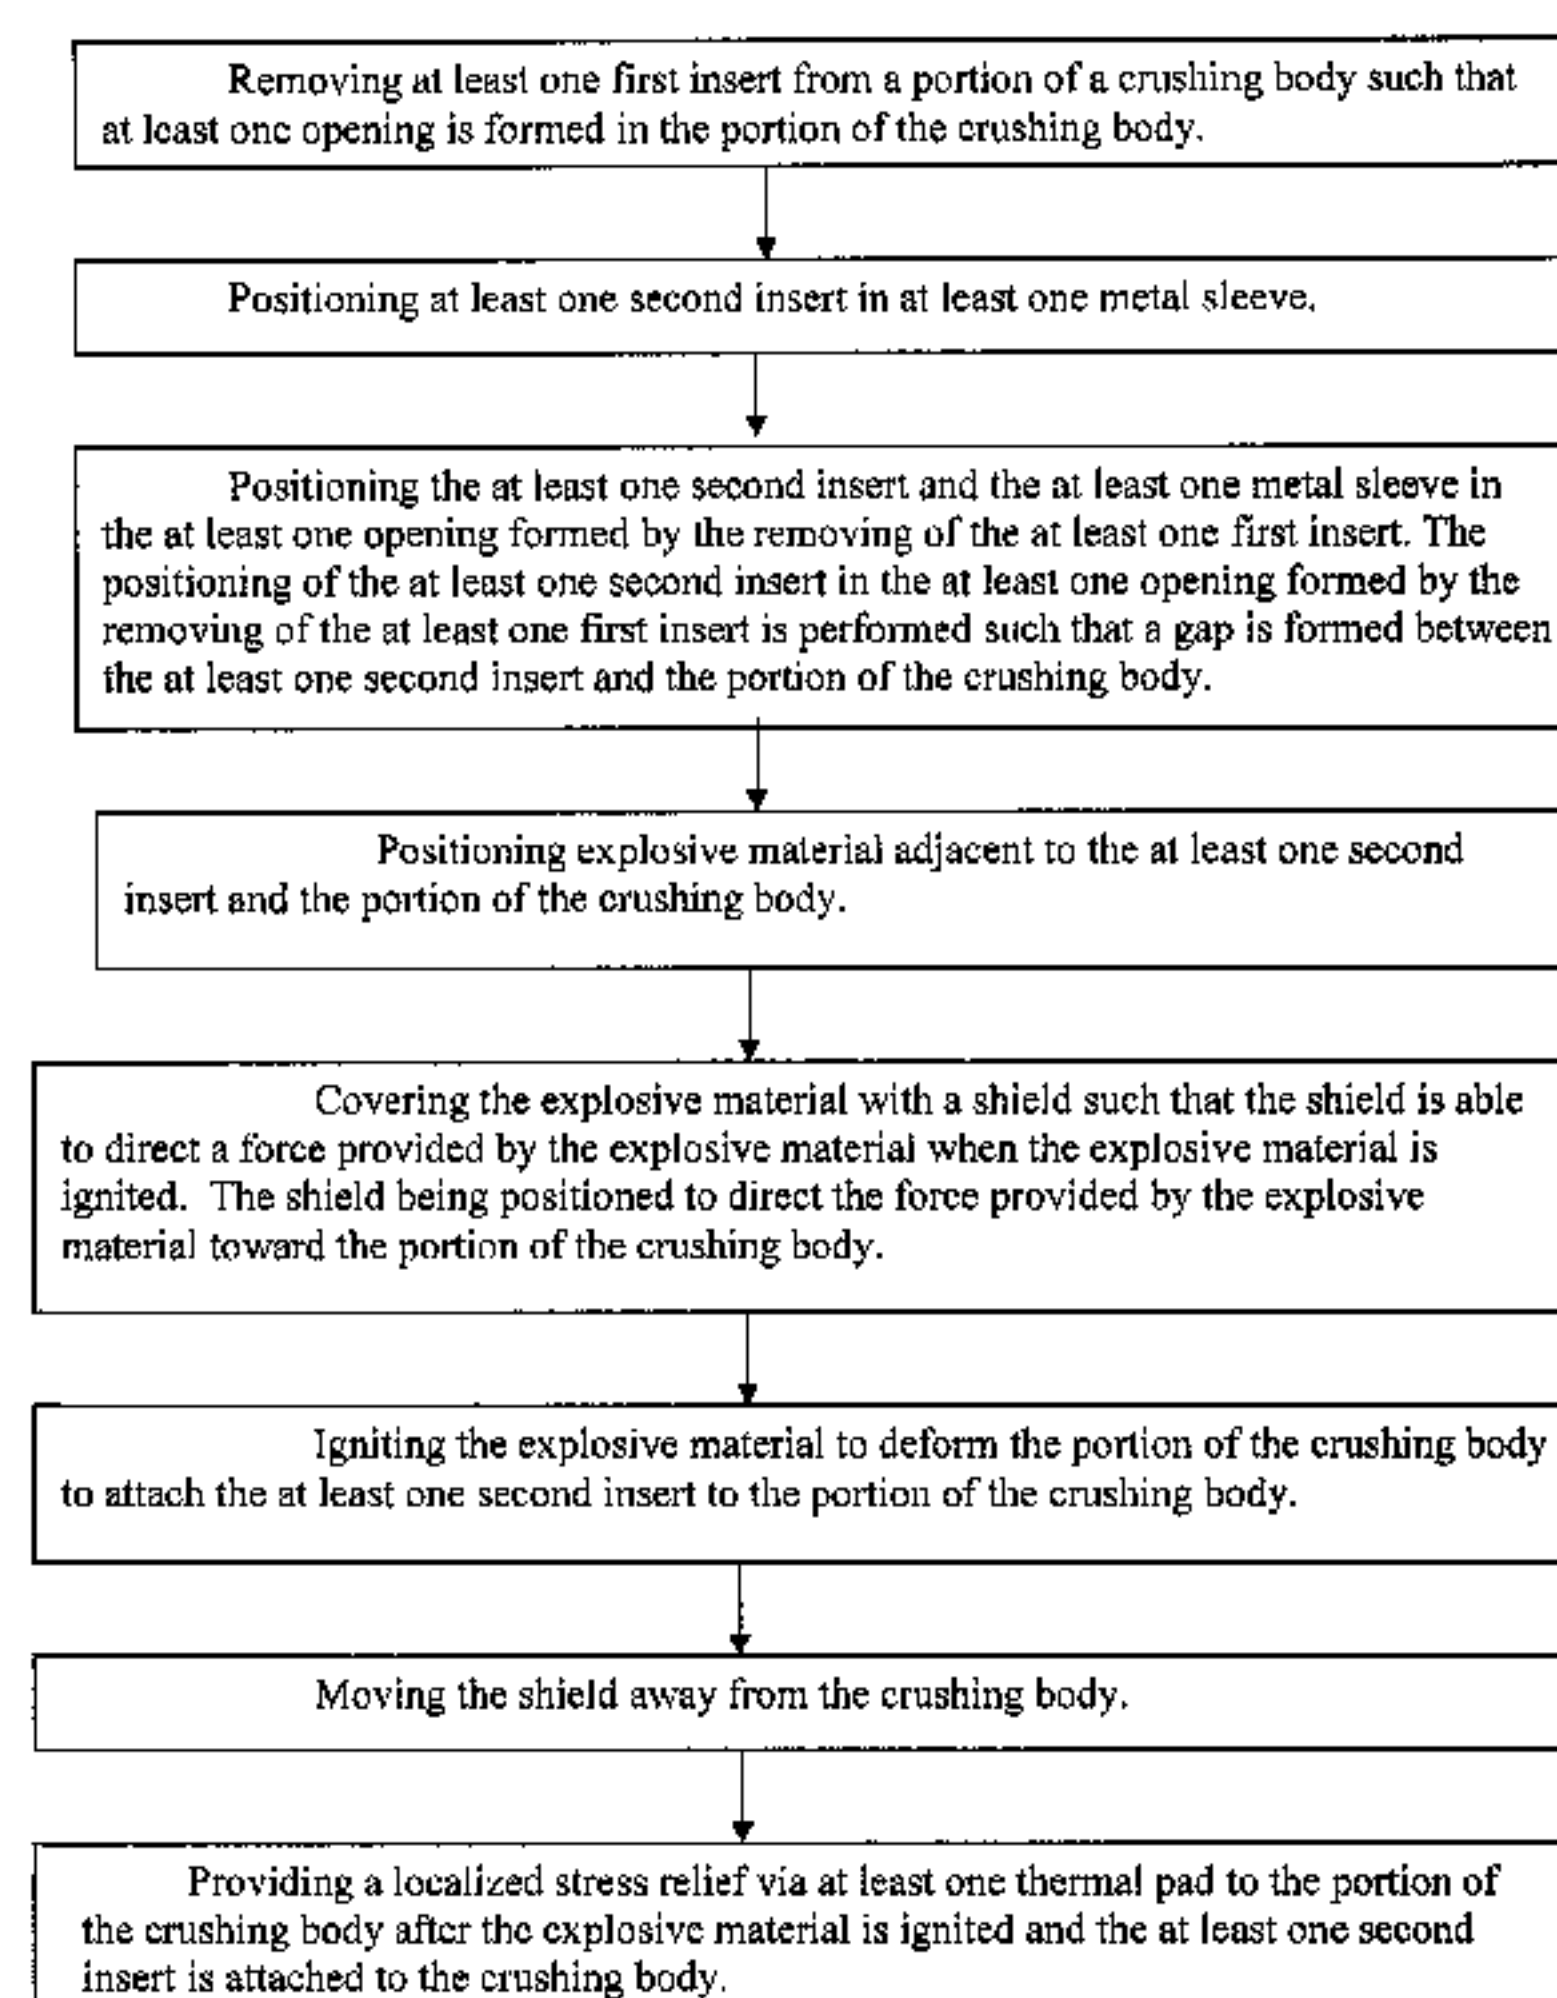 Removing at least one first insert from a portion of a crushing body such that
at least one opening is formed in the portion of the crushing body.
Positioning at least one second insert in at least one metal sleeve.
Positioning the at least one second insert and the at least one metal sleeve in
the at least one opening formed by the removing of the at least one first insert. The
positioning of the at least one second insert in the at least one opening formed by the
removing of the at least one first insert is performed such that a gap is formed between
the at least one second insert and the portion of the crushing body.
Positioning explosive material adjacent to the at least one second
insert and the portion of the crushing body.
Covering the explosive material with a shield such that the shield is able
to direct a force provided by the explosive material when the explosive material is
ignited. The shield being positioned to direct the force provided by the explosive
material toward the portion of the crushing body.
Igniting the explosive material to deform the portion of the crushing body
to attach the at least one second insert to the portion of the crushing body.
Moving the shield away from the crushing body.
Providing a localized stress relief via at least one thermal pad to the portion of
the crushing body after the explosive material is ignited and the at least one second
insert is attached to the crushing body.